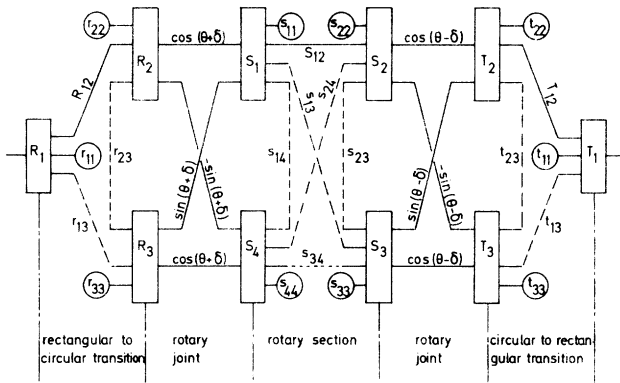 r22 cos(θ+δ) s11 s22 cos(θ-δ) t22
R2 S1 S12 S2 T2
R12 s13 s24 T12
R1 r11 r23 s14 s23 t23 t11 T1
sin(θ+δ) -sin(θ+δ) sin(θ-δ) -sin(θ-δ)
r13 t13
R3 S4 s34 S3 T3
r33 cos(θ+δ) s44 s33 cos(θ-δ) t33
rectangular to rotary rotary section rotary circular to rectan-
circular transition joint joint gular transition